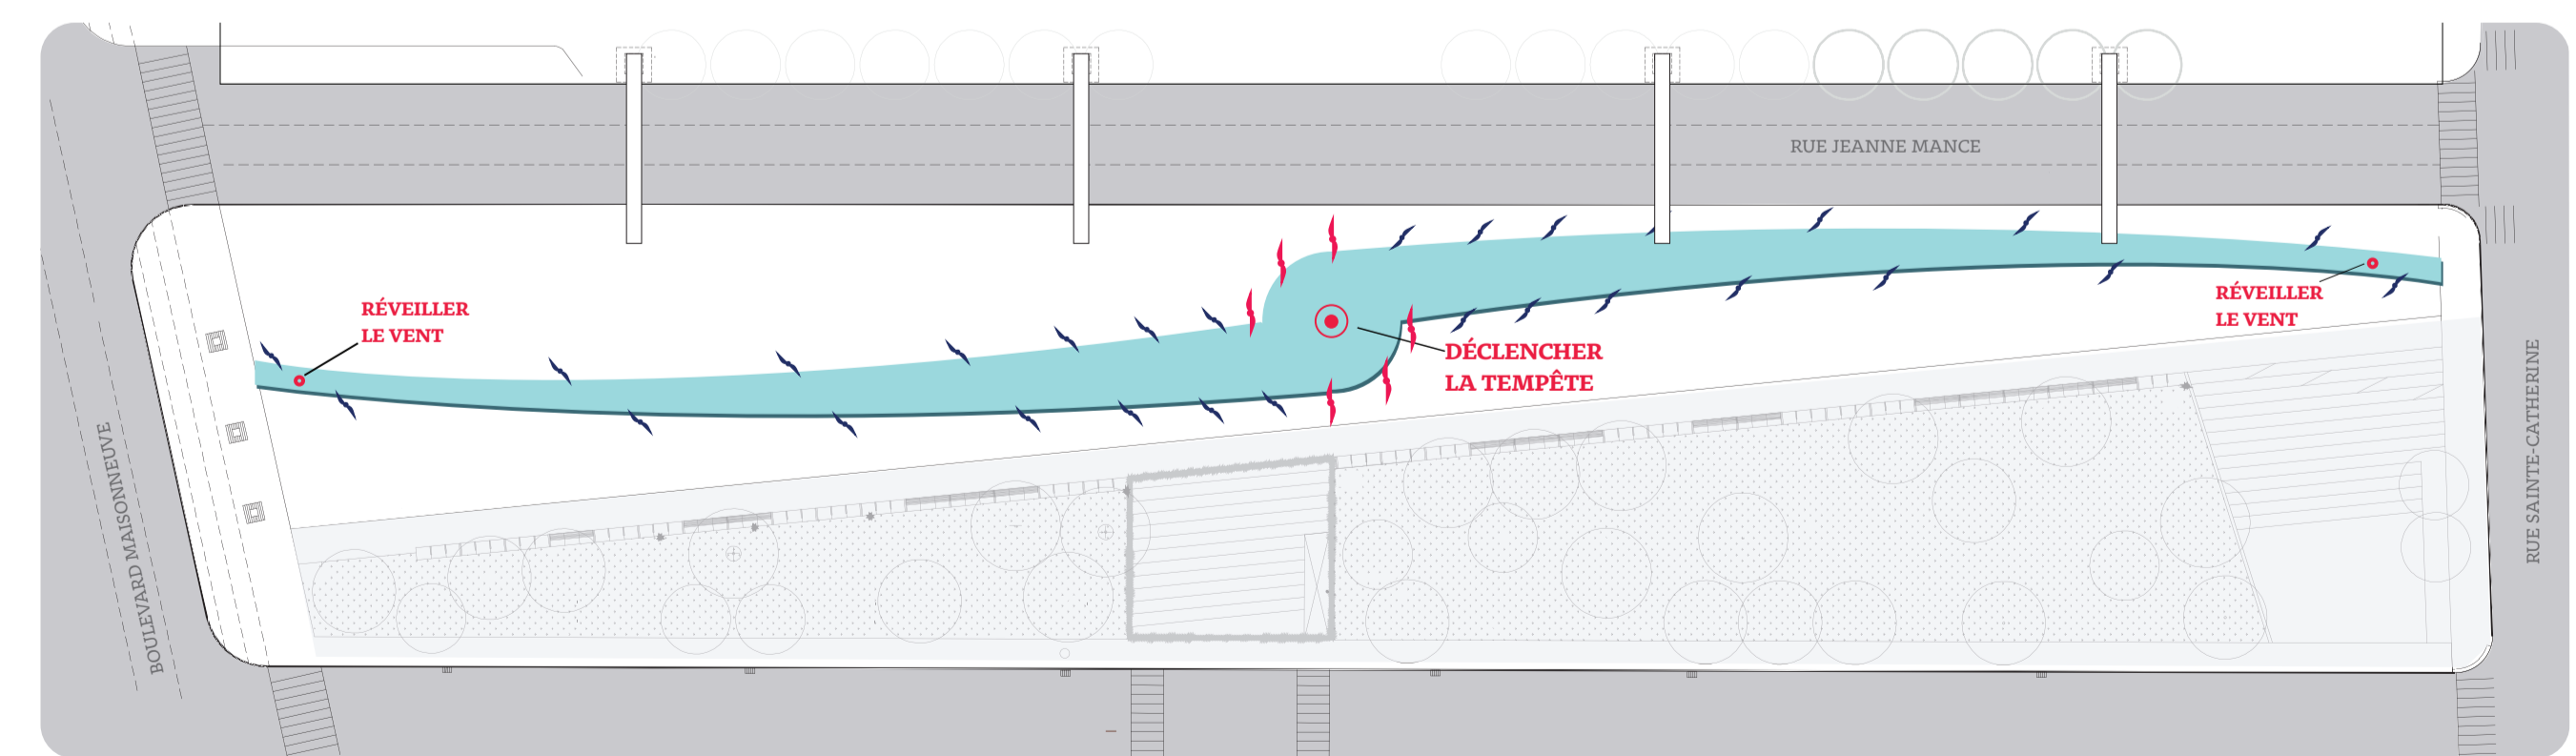 RUE JEANNE MANCE
RÉVEILLER
LE VENT
RÉVEILLER
LE VENT
DÉCLENCHER
LA TEMPÊTE
BOULEVARD MAISONNEUVE
RUE SAINTE-CATHERINE